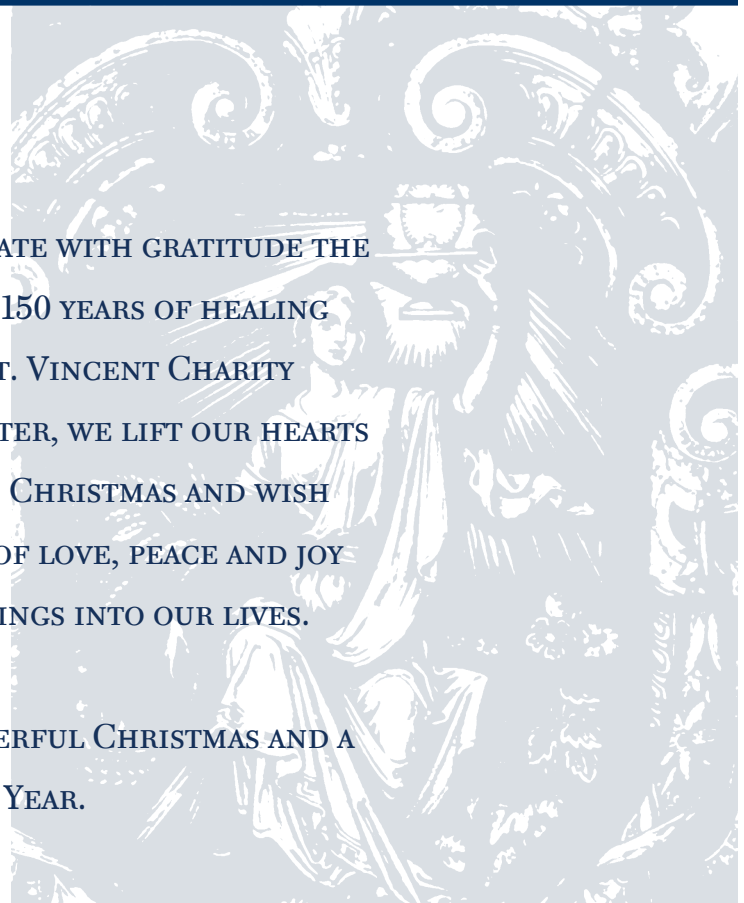 ATE WITH GRATITUDE THE
150 YEARS OF HEALING
T. VINCENT CHARITY
TER, WE LIFT OUR HEARTS
CHRISTMAS AND WISH
OF LOVE, PEACE AND JOY
INGS INTO OUR LIVES.
ERFUL CHRISTMAS AND A
YEAR.